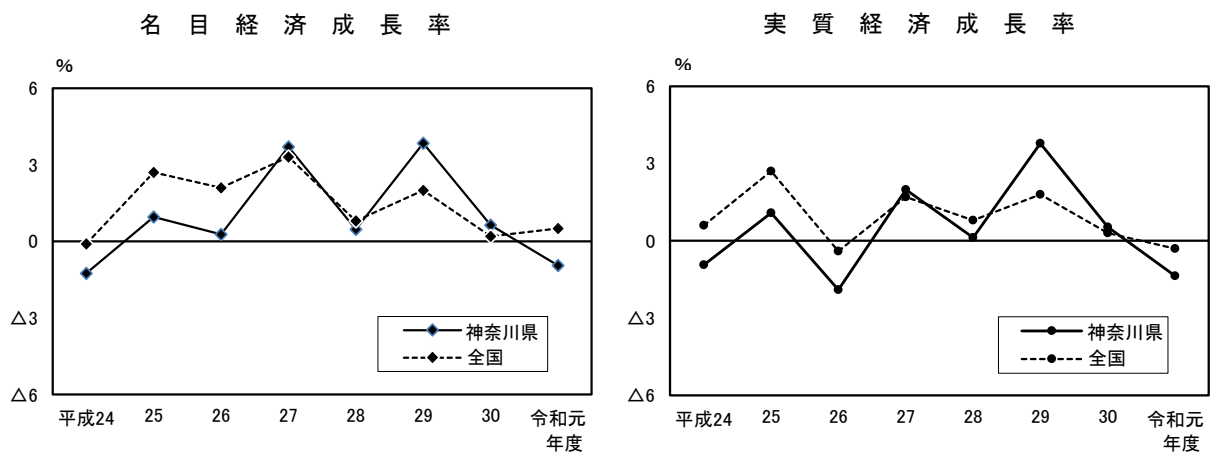 名目経済成長率
%
6
3
0
△3
△6
神奈川県
全国
平成24 25 26 27 28 29 30 令和元
年度
実質経済成長率
%
6
3
0
△3
△6
神奈川県
全国
平成24 25 26 27 28 29 30 令和元
年度